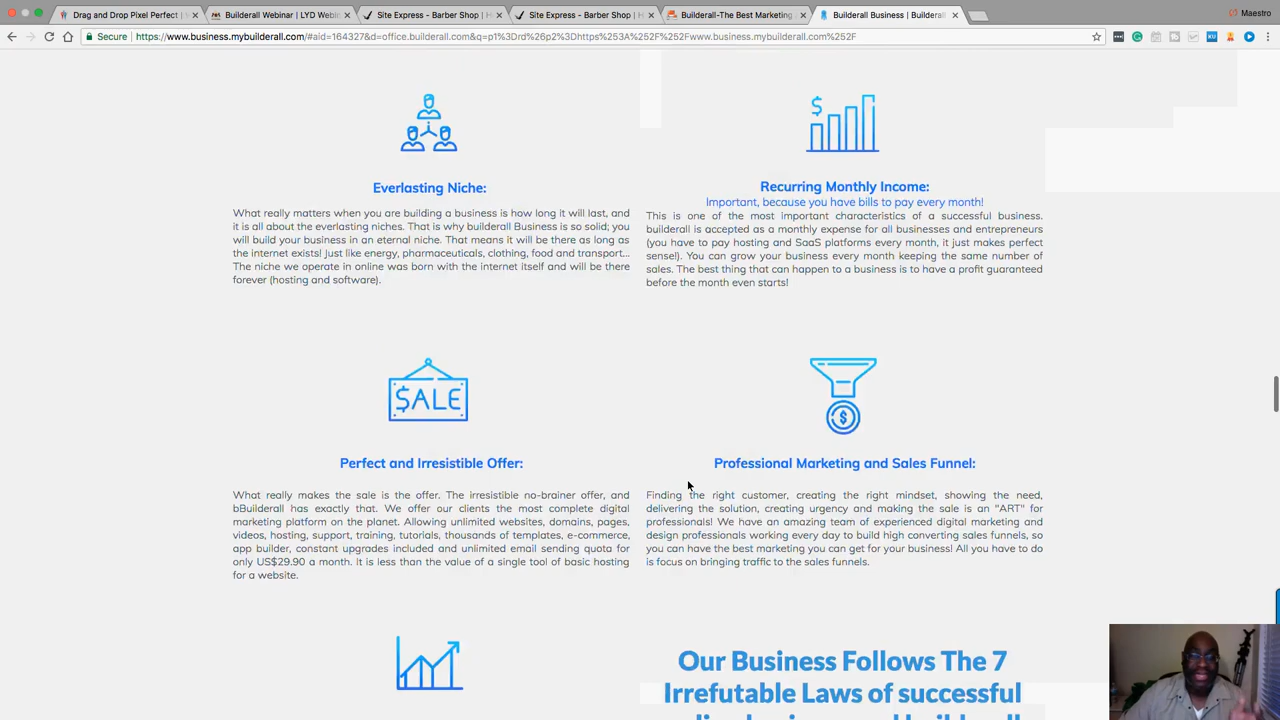 Drag and Drop Pixel Perfect |
Builderall Webinar | LYD Webin
Site Express - Barber Shop | H
Site Express - Barber Shop | H
Builderall-The Best Marketing
Builderall Business | Builderal
Maestro
Secure
https://www.business.mybuilderall.com/#aid=164327&d=office.builderall.com&q=p1%3Drd%26p2%3Dhttps%253A%252F%252Fwww.business.mybuilderall.com%252F
$
Everlasting Niche:
What really matters when you are building a business is how long it will last, and
it is all about the everlasting niches. That is why builderall Business is so solid; you
will build your business in an eternal niche. That means it will be there as long as
the internet exists! Just like energy, pharmaceuticals, clothing, food and transport...
The niche we operate in online was born with the internet itself and will be there
forever (hosting and software).
Recurring Monthly Income:
Important, because you have bills to pay every month!
This is one of the most important characteristics of a successful business.
builderall is accepted as a monthly expense for all businesses and entrepreneurs
(you have to pay hosting and SaaS platforms every month, it just makes perfect
sense!). You can grow your business every month keeping the same number of
sales. The best thing that can happen to a business is to have a profit guaranteed
before the month even starts!
$ALE
$
Perfect and Irresistible Offer:
What really makes the sale is the offer. The irresistible no-brainer offer, and
bBuilderall has exactly that. We offer our clients the most complete digital
marketing platform on the planet. Allowing unlimited websites, domains, pages,
videos, hosting, support, training, tutorials, thousands of templates, e-commerce,
app builder, constant upgrades included and unlimited email sending quota for
only US$29.90 a month. It is less than the value of a single tool of basic hosting
for a website.
Professional Marketing and Sales Funnel:
Finding the right customer, creating the right mindset, showing the need,
delivering the solution, creating urgency and making the sale is an "ART" for
professionals! We have an amazing team of experienced digital marketing and
design professionals working every day to build high converting sales funnels, so
you can have the best marketing you can get for your business! All you have to do
is focus on bringing traffic to the sales funnels.
Our Business Follows The 7
Irrefutable Laws of successful